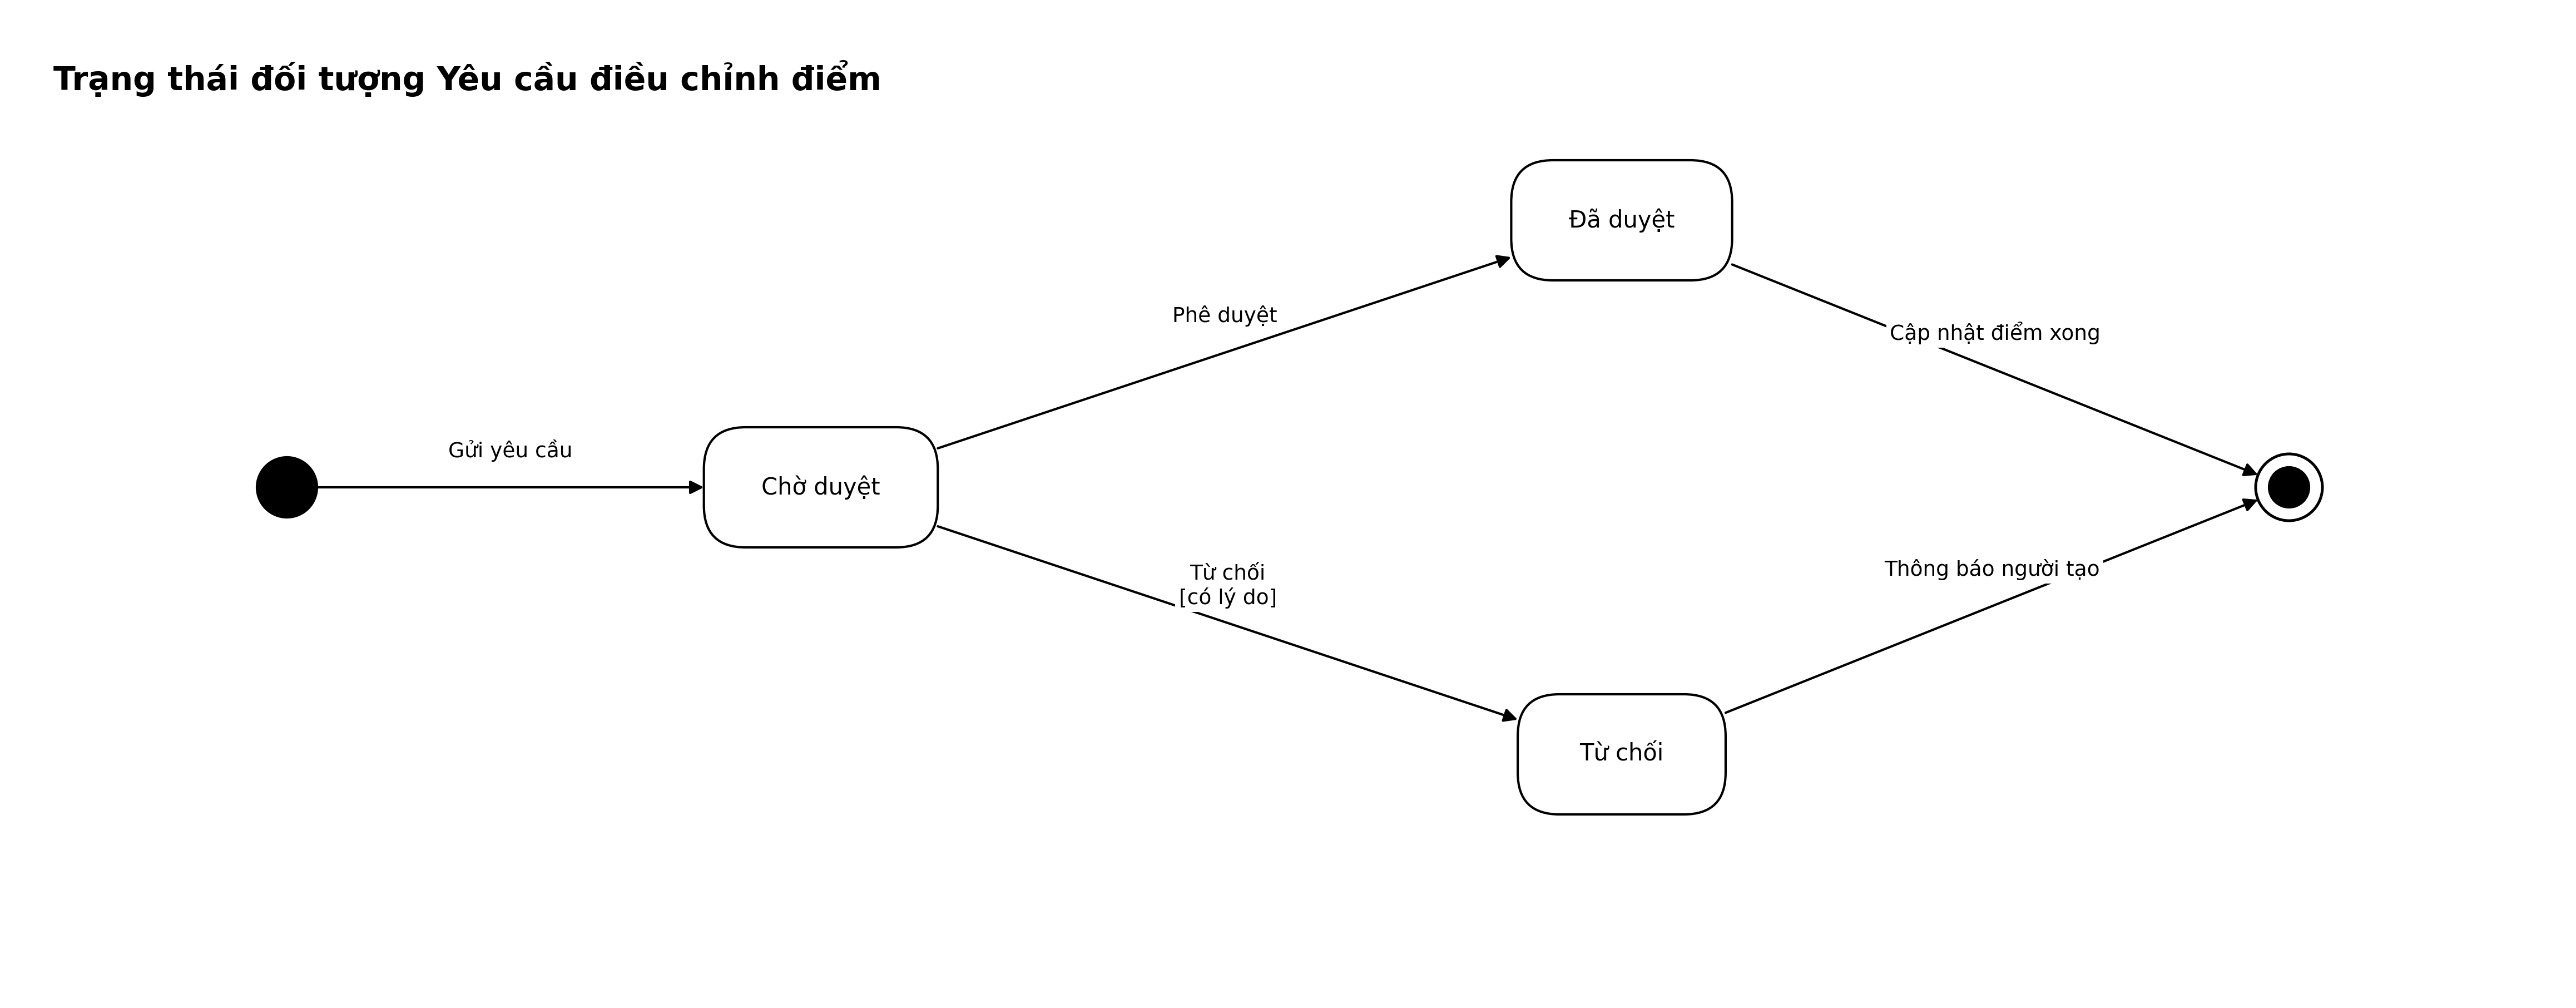 Trạng thái đối tượng Yêu cầu điều chỉnh điểm
Đã duyệt
Phê duyệt
Cập nhật điểm xong
Gửi yêu cầu
Chờ duyệt
Từ chối
[có lý do]
Thông báo người tạo
Từ chối